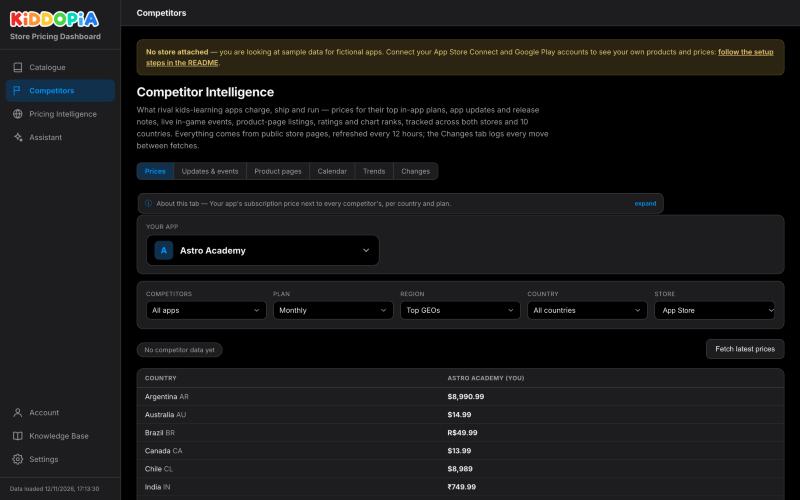 KiDDOPiA
Store Pricing Dashboard
Catalogue
Competitors
Pricing Intelligence
Assistant
Account
Knowledge Base
Settings
Data loaded 12/11/2026, 17:13:30
Competitors
No store attached — you are looking at sample data for fictional apps. Connect your App Store Connect and Google Play accounts to see your own products and prices: follow the setup
steps in the README.
Competitor Intelligence
What rival kids-learning apps charge, ship and run — prices for their top in-app plans, app updates and release
notes, live in-game events, product-page listings, ratings and chart ranks, tracked across both stores and 10
countries. Everything comes from public store pages, refreshed every 12 hours; the Changes tab logs every move
between fetches.
Prices Updates & events Product pages Calendar Trends Changes
About this tab — Your app's subscription price next to every competitor's, per country and plan. expand
YOUR APP
A Astro Academy
COMPETITORS PLAN REGION COUNTRY STORE
All apps Monthly Top GEOs All countries App Store
No competitor data yet Fetch latest prices
COUNTRY ASTRO ACADEMY (YOU)
Argentina AR $8,990.99
Australia AU $14.99
Brazil BR R$49.99
Canada CA $13.99
Chile CL $8,989
India IN ₹749.99